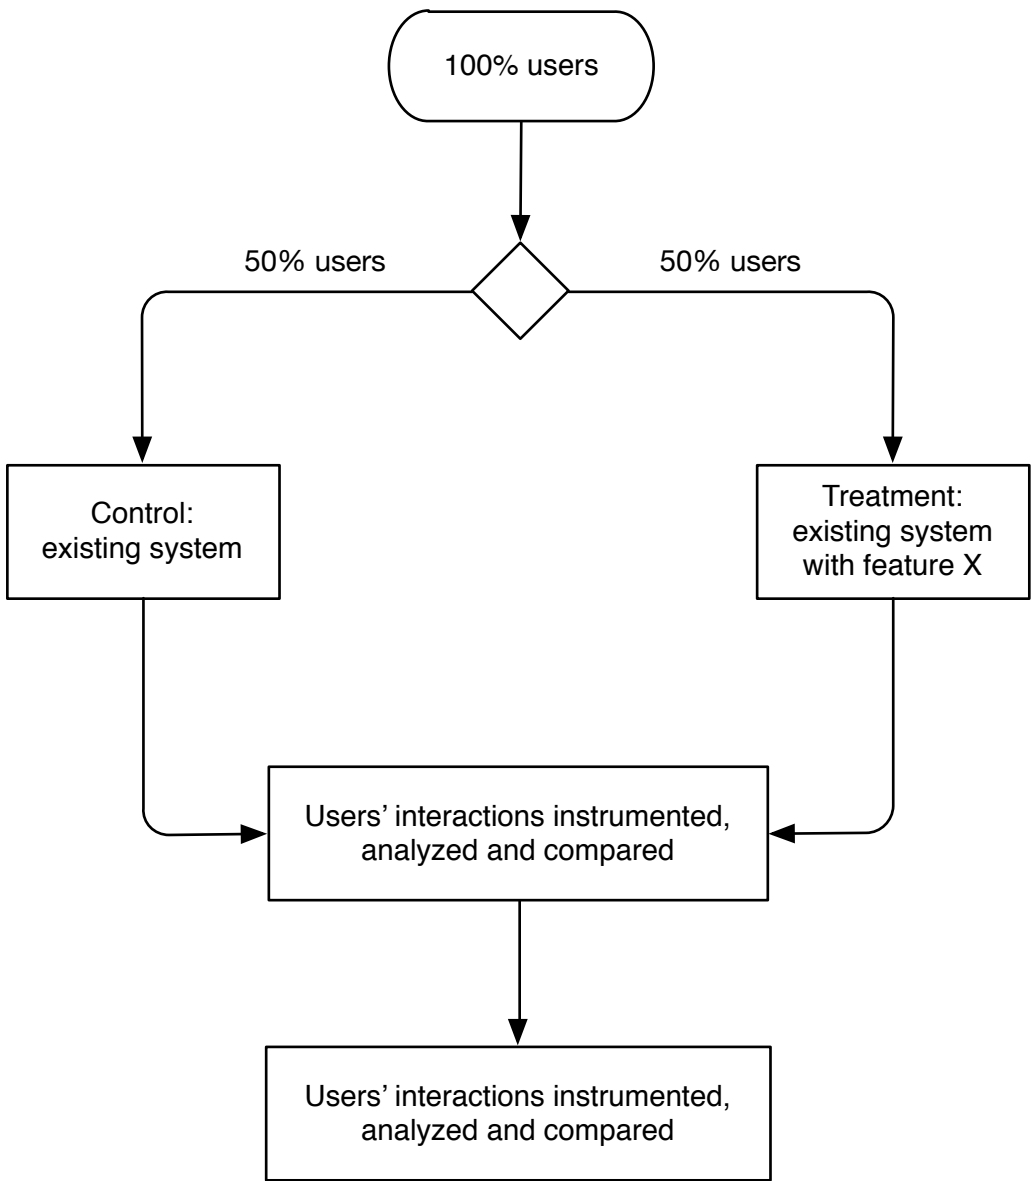 100% users
50% users
50% users
Control:
existing system
Treatment:
existing system
with feature X
Users’ interactions instrumented,
analyzed and compared
Users’ interactions instrumented,
analyzed and compared